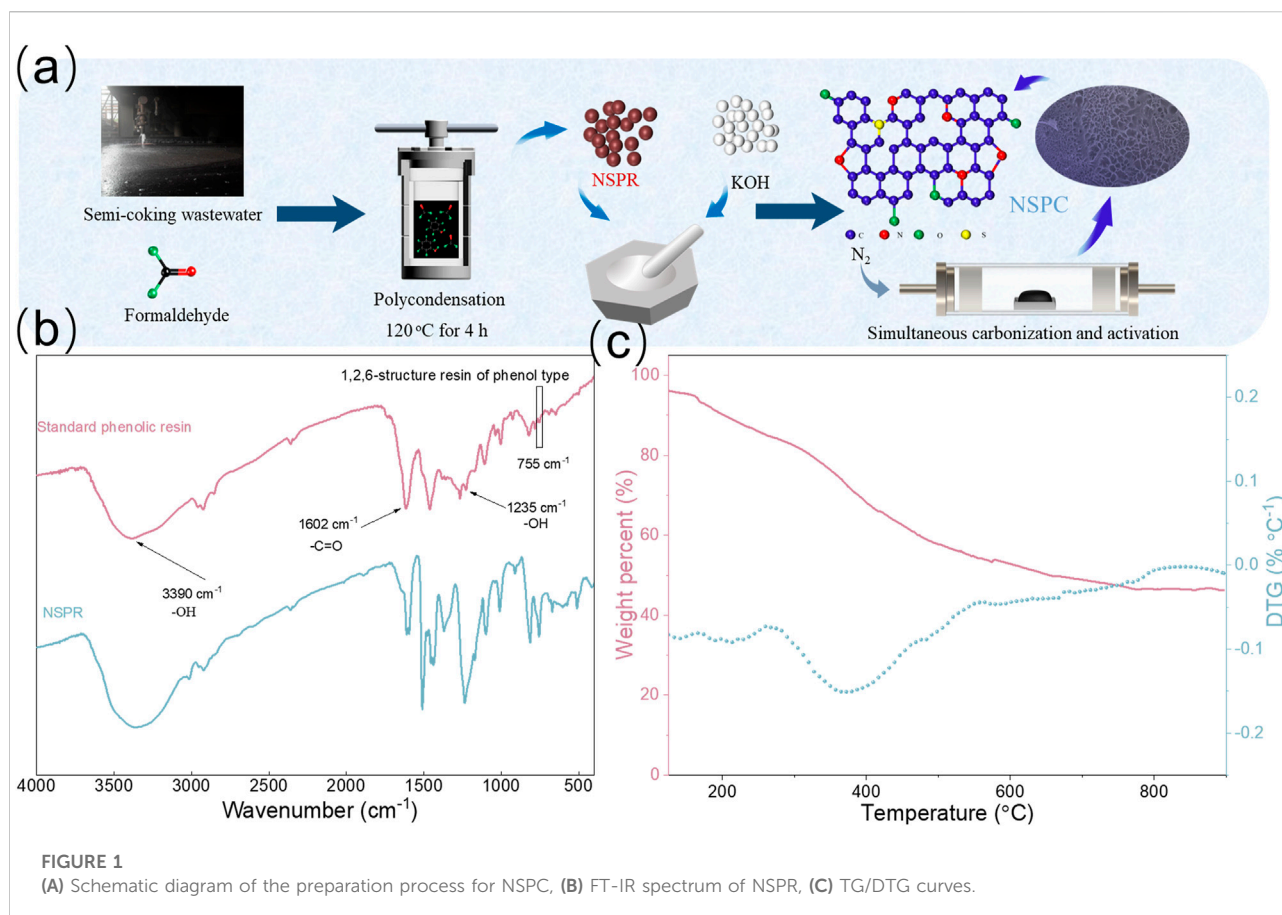 (a)
Semi-coking wastewater
Formaldehyde
Polycondensation
120 °C for 4 h
NSPR
KOH
NSPC
C N O S
N2
Simultaneous carbonization and activation
(b)
1,2,6-structure resin of phenol type
Standard phenolic resin
755 cm-1
1235 cm-1
-OH
1602 cm-1
-C=O
3390 cm-1
-OH
NSPR
4000 3500 3000 2500 2000 1500 1000 500
Wavenumber (cm-1)
(c)
100
80
60
40
20
0
Weight percent (%)
200 400 600 800
Temperature (°C)
0.2
0.1
0.0
-0.1
-0.2
DTG (% °C-1)
FIGURE 1
(A) Schematic diagram of the preparation process for NSPC, (B) FT-IR spectrum of NSPR, (C) TG/DTG curves.